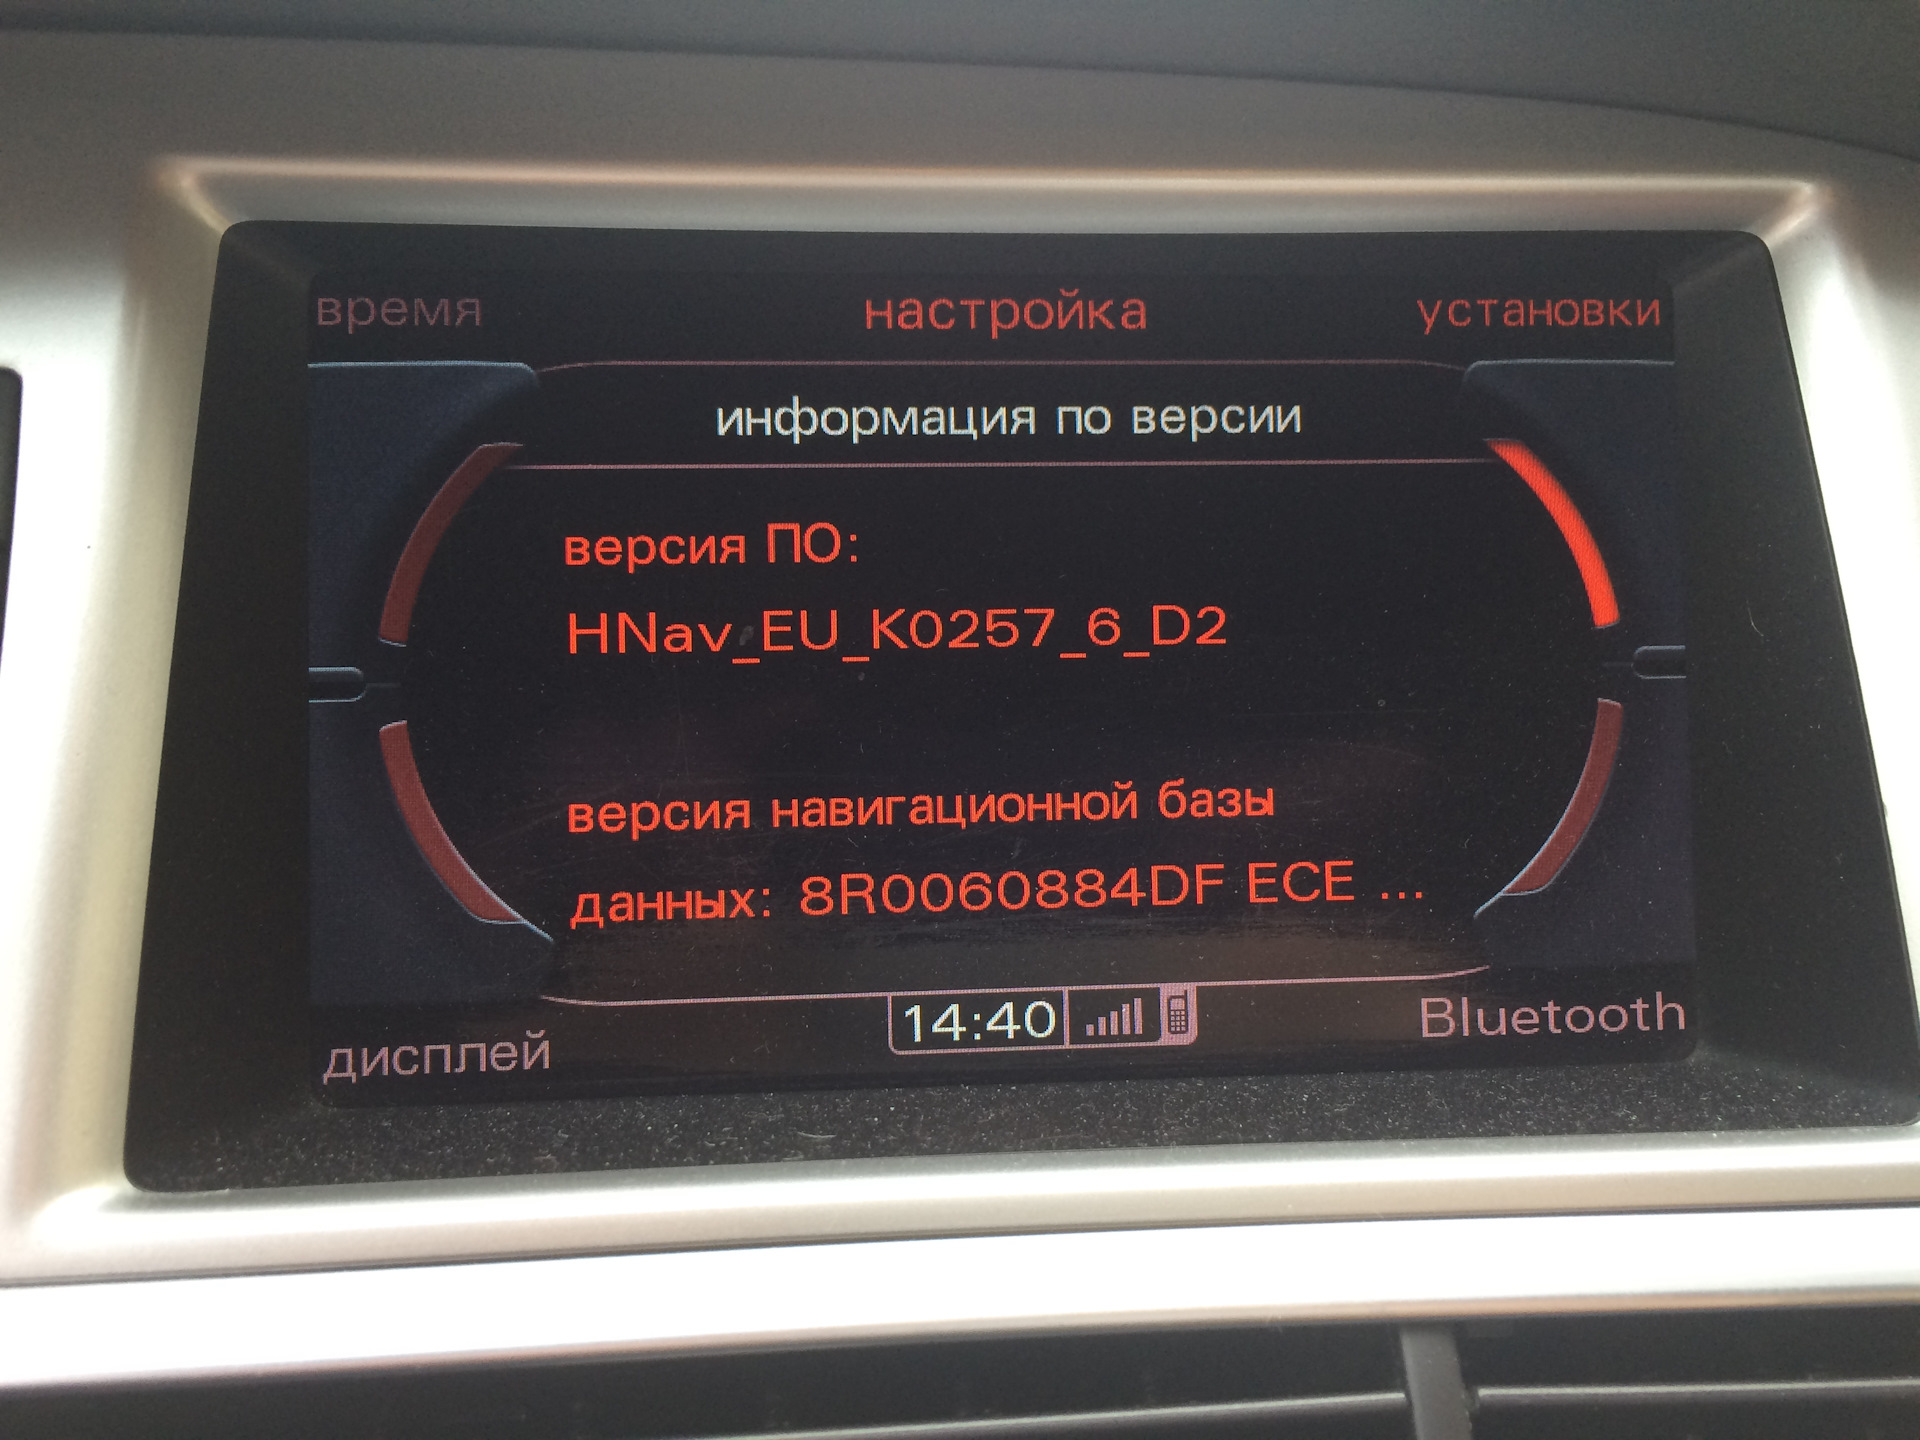 время настройка установки
информация по версии
версия ПО:
HNav_EU_K0257_6_D2
версия навигационной базы
данных: 8R0060884DF ECE ...
дисплей 14:40 Bluetooth